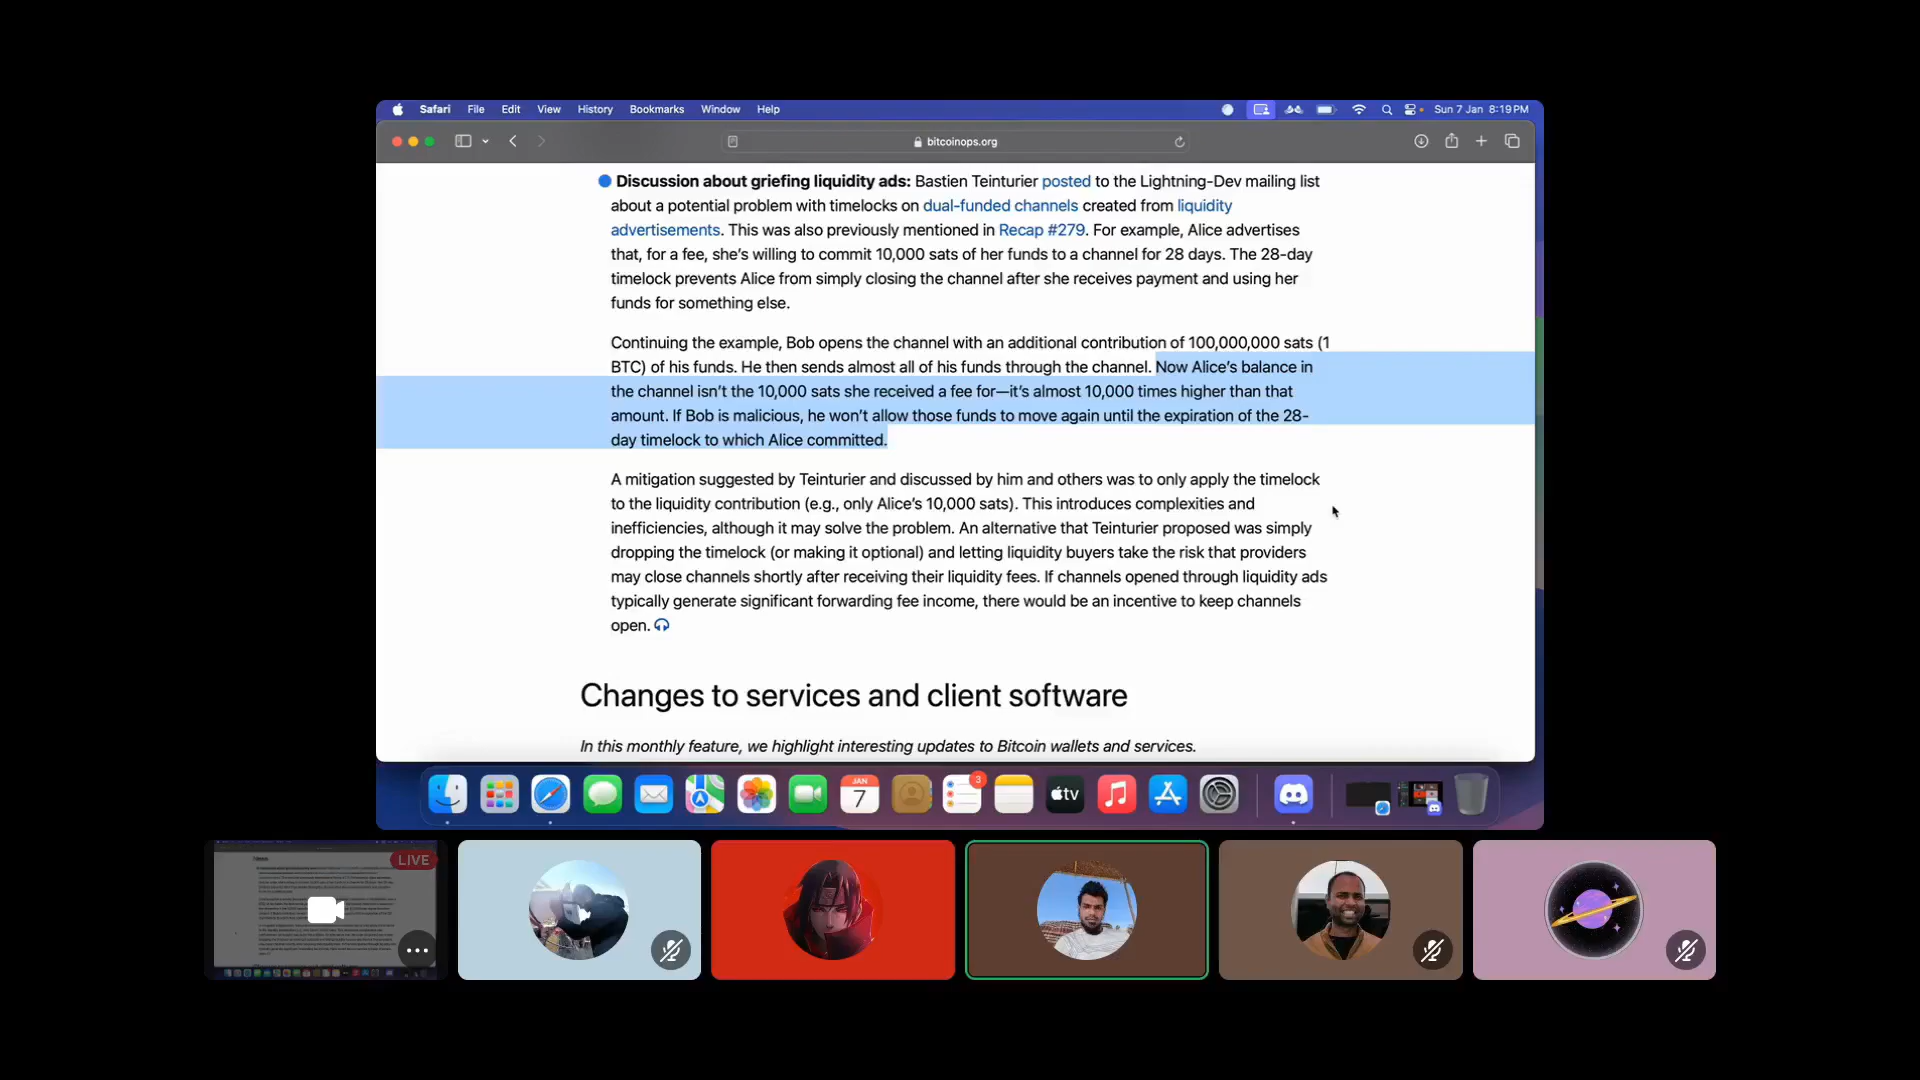 Safari File Edit View History Bookmarks Window Help Sun 7 Jan 8:19 PM
bitcoinops.org
Discussion about griefing liquidity ads: Bastien Teinturier posted to the Lightning-Dev mailing list
about a potential problem with timelocks on dual-funded channels created from liquidity
advertisements. This was also previously mentioned in Recap #279. For example, Alice advertises
that, for a fee, she’s willing to commit 10,000 sats of her funds to a channel for 28 days. The 28-day
timelock prevents Alice from simply closing the channel after she receives payment and using her
funds for something else.
Continuing the example, Bob opens the channel with an additional contribution of 100,000,000 sats (1
BTC) of his funds. He then sends almost all of his funds through the channel. Now Alice’s balance in
the channel isn’t the 10,000 sats she received a fee for—it’s almost 10,000 times higher than that
amount. If Bob is malicious, he won’t allow those funds to move again until the expiration of the 28-
day timelock to which Alice committed.
A mitigation suggested by Teinturier and discussed by him and others was to only apply the timelock
to the liquidity contribution (e.g., only Alice’s 10,000 sats). This introduces complexities and
inefficiencies, although it may solve the problem. An alternative that Teinturier proposed was simply
dropping the timelock (or making it optional) and letting liquidity buyers take the risk that providers
may close channels shortly after receiving their liquidity fees. If channels opened through liquidity ads
typically generate significant forwarding fee income, there would be an incentive to keep channels
open.
Changes to services and client software
In this monthly feature, we highlight interesting updates to Bitcoin wallets and services.
JAN
7
3
tv
LIVE